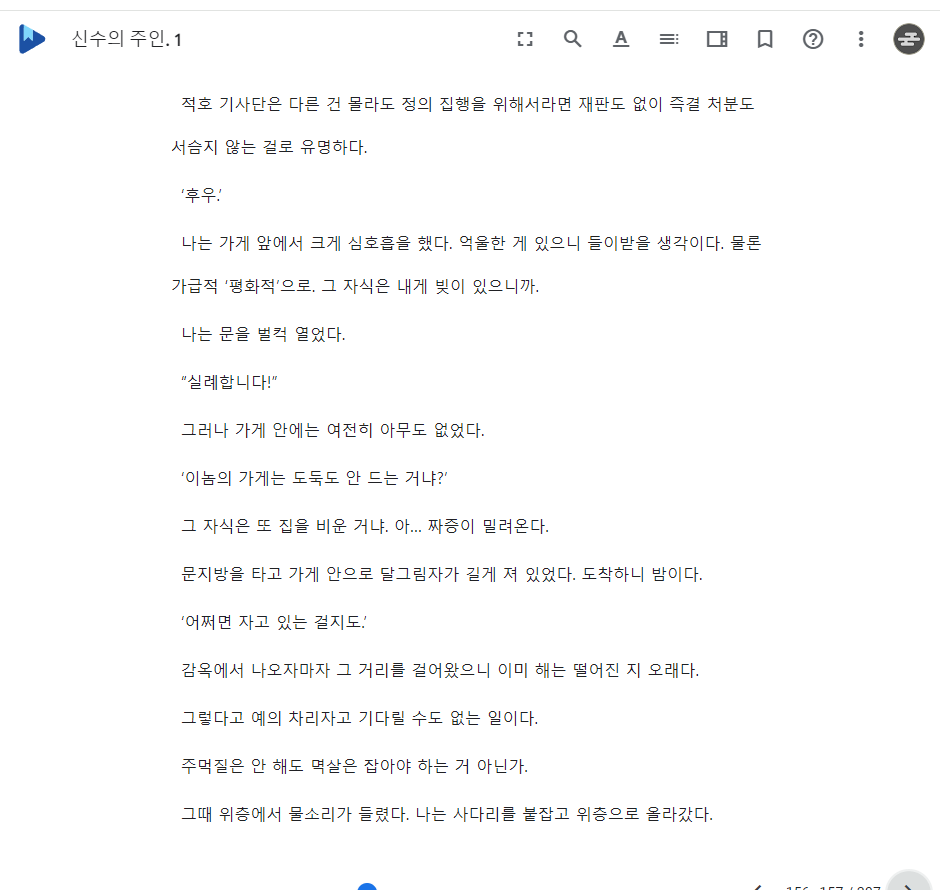 신수의 주인. 1
적호 기사단은 다른 건 몰라도 정의 집행을 위해서라면 재판도 없이 즉결 처분도
서슴지 않는 걸로 유명하다.
‘후우.’
나는 가게 앞에서 크게 심호흡을 했다. 억울한 게 있으니 들이받을 생각이다. 물론
가급적 ‘평화적’으로. 그 자식은 내게 빚이 있으니까.
나는 문을 벌컥 열었다.
“실례합니다!”
그러나 가게 안에는 여전히 아무도 없었다.
‘이놈의 가게는 도둑도 안 드는 거냐?’
그 자식은 또 집을 비운 거냐. 아... 짜증이 밀려온다.
문지방을 타고 가게 안으로 달그림자가 길게 져 있었다. 도착하니 밤이다.
‘어쩌면 자고 있는 걸지도.’
감옥에서 나오자마자 그 거리를 걸어왔으니 이미 해는 떨어진 지 오래다.
그렇다고 예의 차리자고 기다릴 수도 없는 일이다.
주먹질은 안 해도 멱살은 잡아야 하는 거 아닌가.
그때 위층에서 물소리가 들렸다. 나는 사다리를 붙잡고 위층으로 올라갔다.